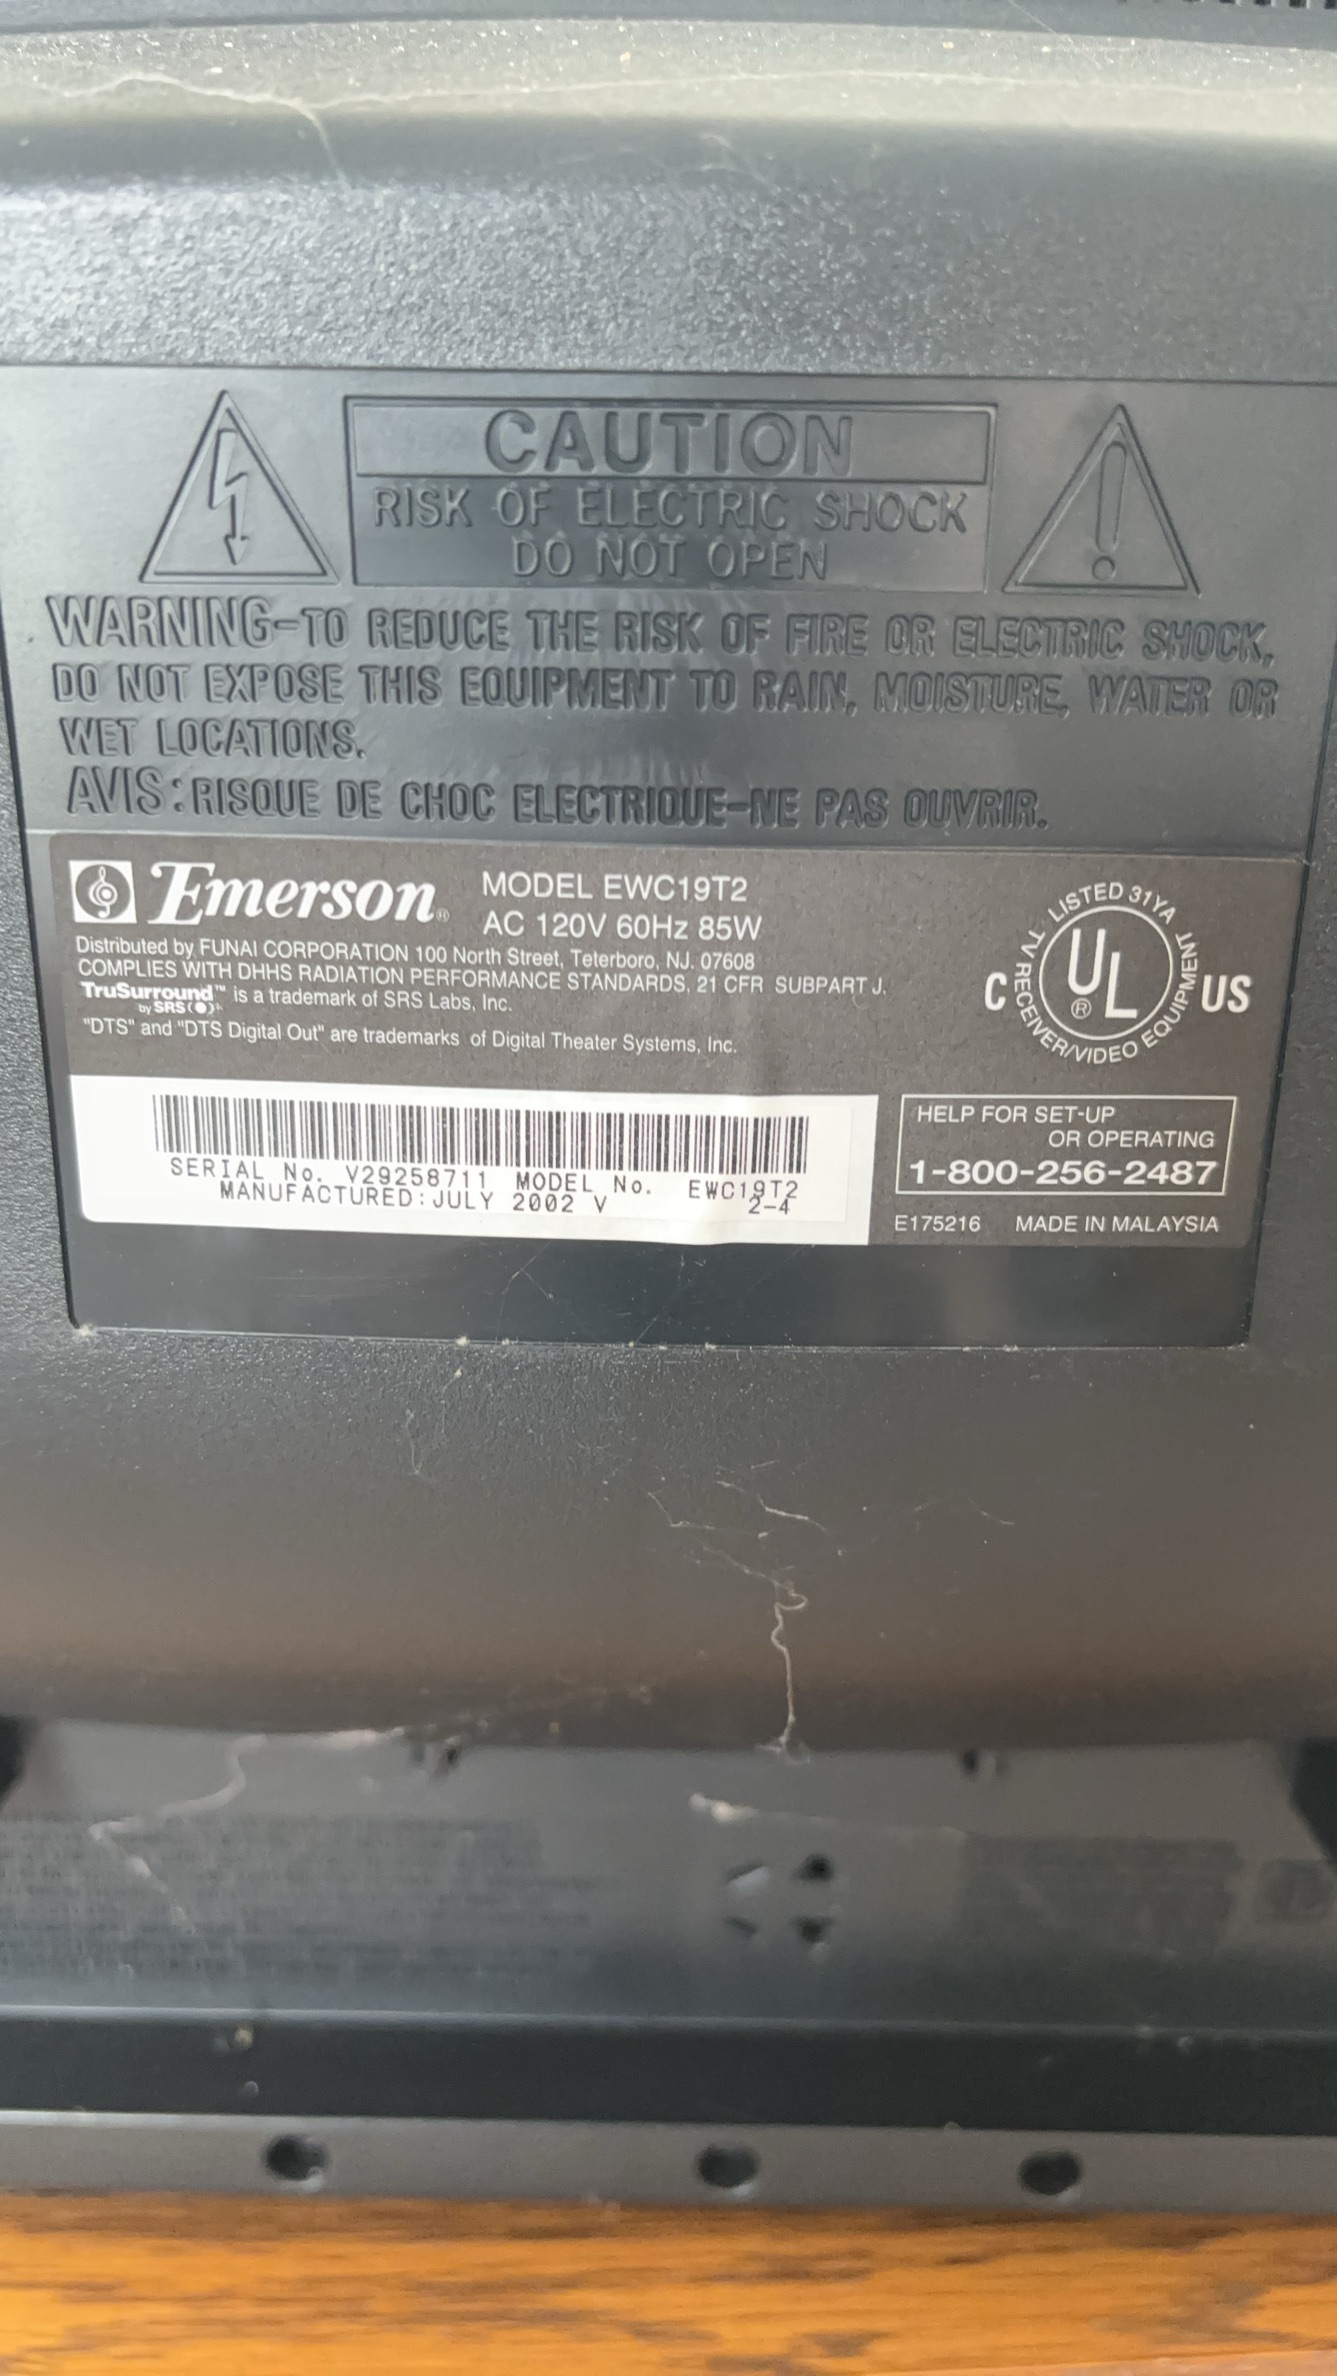 CAUTION
RISK OF ELECTRIC SHOCK
DO NOT OPEN
WARNING-TO REDUCE THE RISK OF FIRE OR ELECTRIC SHOCK,
DO NOT EXPOSE THIS EQUIPMENT TO RAIN, MOISTURE, WATER OR
WET LOCATIONS.
AVIS:RISQUE DE CHOC ELECTRIQUE-NE PAS OUVRIR.
Emerson®
MODEL EWC19T2
AC 120V 60Hz 85W
Distributed by FUNAI CORPORATION 100 North Street, Teterboro, NJ. 07608
COMPLIES WITH DHHS RADIATION PERFORMANCE STANDARDS, 21 CFR SUBPART J.
TruSurround™ is a trademark of SRS Labs, Inc.
by SRS(●)®
"DTS" and "DTS Digital Out" are trademarks of Digital Theater Systems, Inc.
LISTED 31YA
TV RECEIVER/VIDEO EQUIPMENT
C UL® US
SERIAL No. V29258711 MODEL No. EWC19T2
MANUFACTURED:JULY 2002 V 2-4
HELP FOR SET-UP
OR OPERATING
1-800-256-2487
E175216 MADE IN MALAYSIA